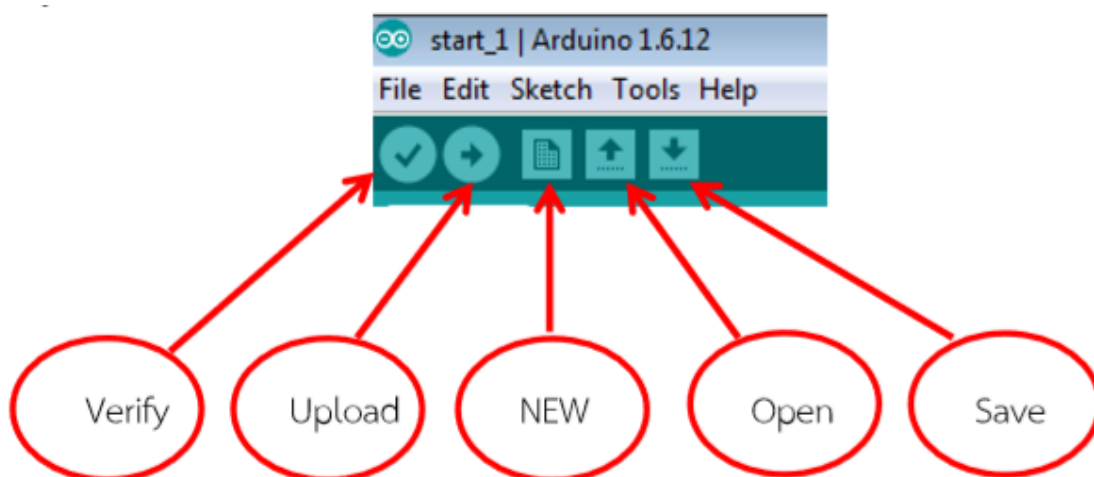 start_1 | Arduino 1.6.12
File Edit Sketch Tools Help
Verify Upload NEW Open Save